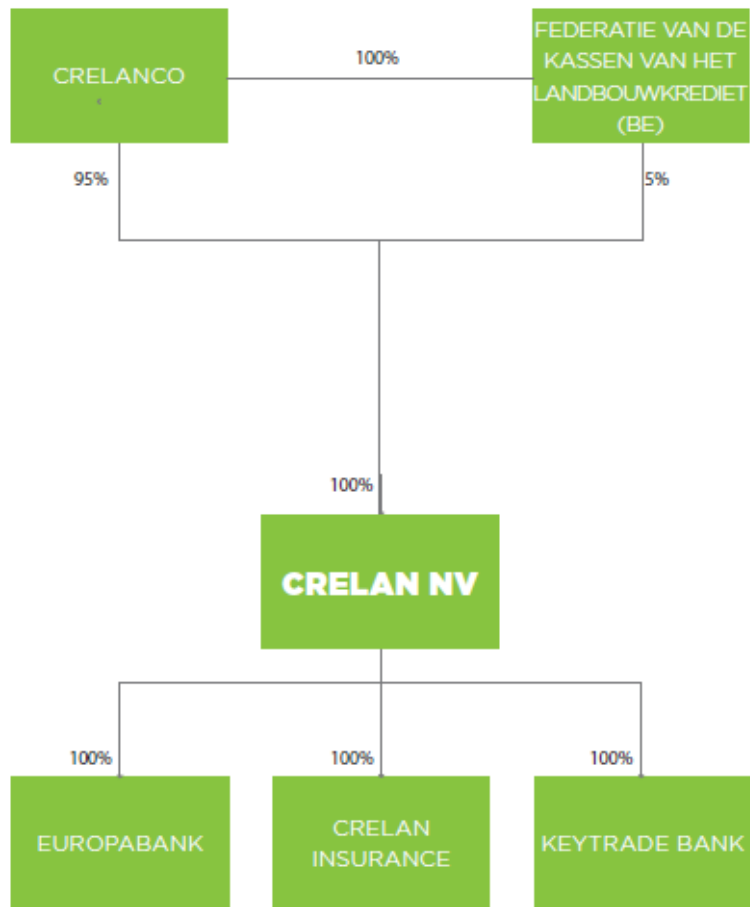 CRELANCO
100%
FEDERATIE VAN DE
KASSEN VAN HET
LANDBOUWKREDIET
(BE)
95%
5%
100%
CRELAN NV
100%
100%
100%
EUROPABANK
CRELAN
INSURANCE
KEYTRADE BANK